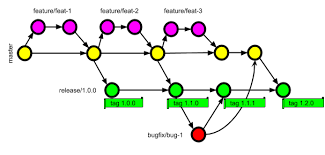 feature/feat-1 feature/feat-2 feature/feat-3
master
release/1.0.0
tag 1.0.0 tag 1.1.0 tag 1.1.1 tag 1.2.0
bugfix/bug-1